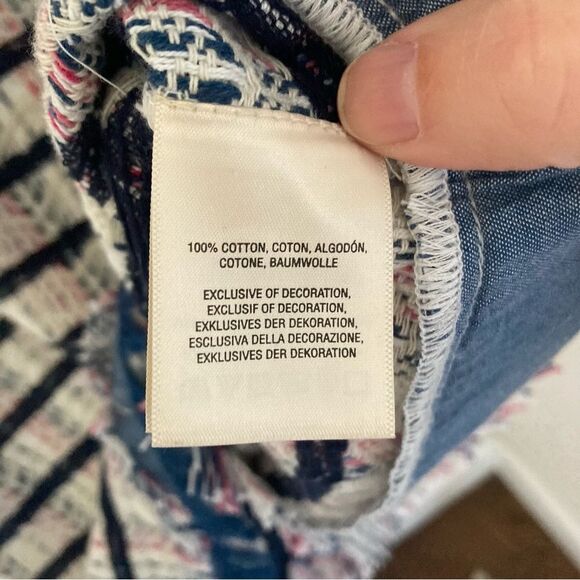 100% COTTON, COTON, ALGODÓN,
COTONE, BAUMWOLLE
EXCLUSIVE OF DECORATION,
EXCLUSIF OF DECORATION,
EXKLUSIVES DER DEKORATION,
ESCLUSIVA DELLA DECORAZIONE,
EXKLUSIVES DER DEKORATION